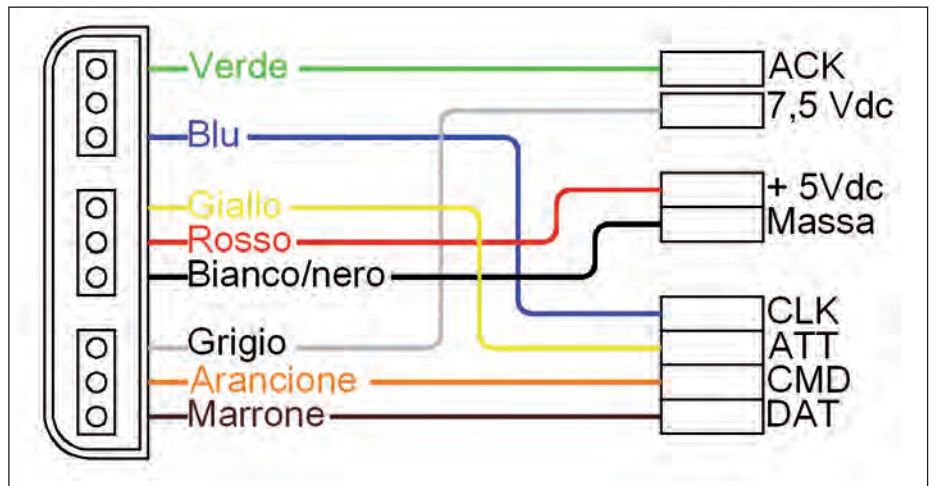 Verde
Blu
Giallo
Rosso
Bianco/nero
Grigio
Arancione
Marrone
ACK
7,5 Vdc
+ 5Vdc
Massa
CLK
ATT
CMD
DAT